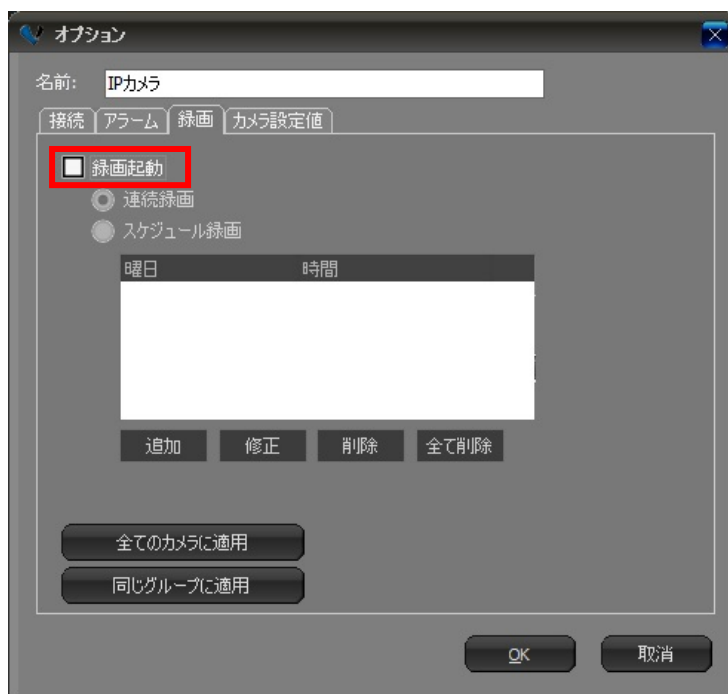 オプション
名前: IPカメラ
接続 アラーム 録画 カメラ設定値
録画起動
連続録画
スケジュール録画
曜日 時間
追加 修正 削除 全て削除
全てのカメラに適用
同じグループに適用
OK 取消